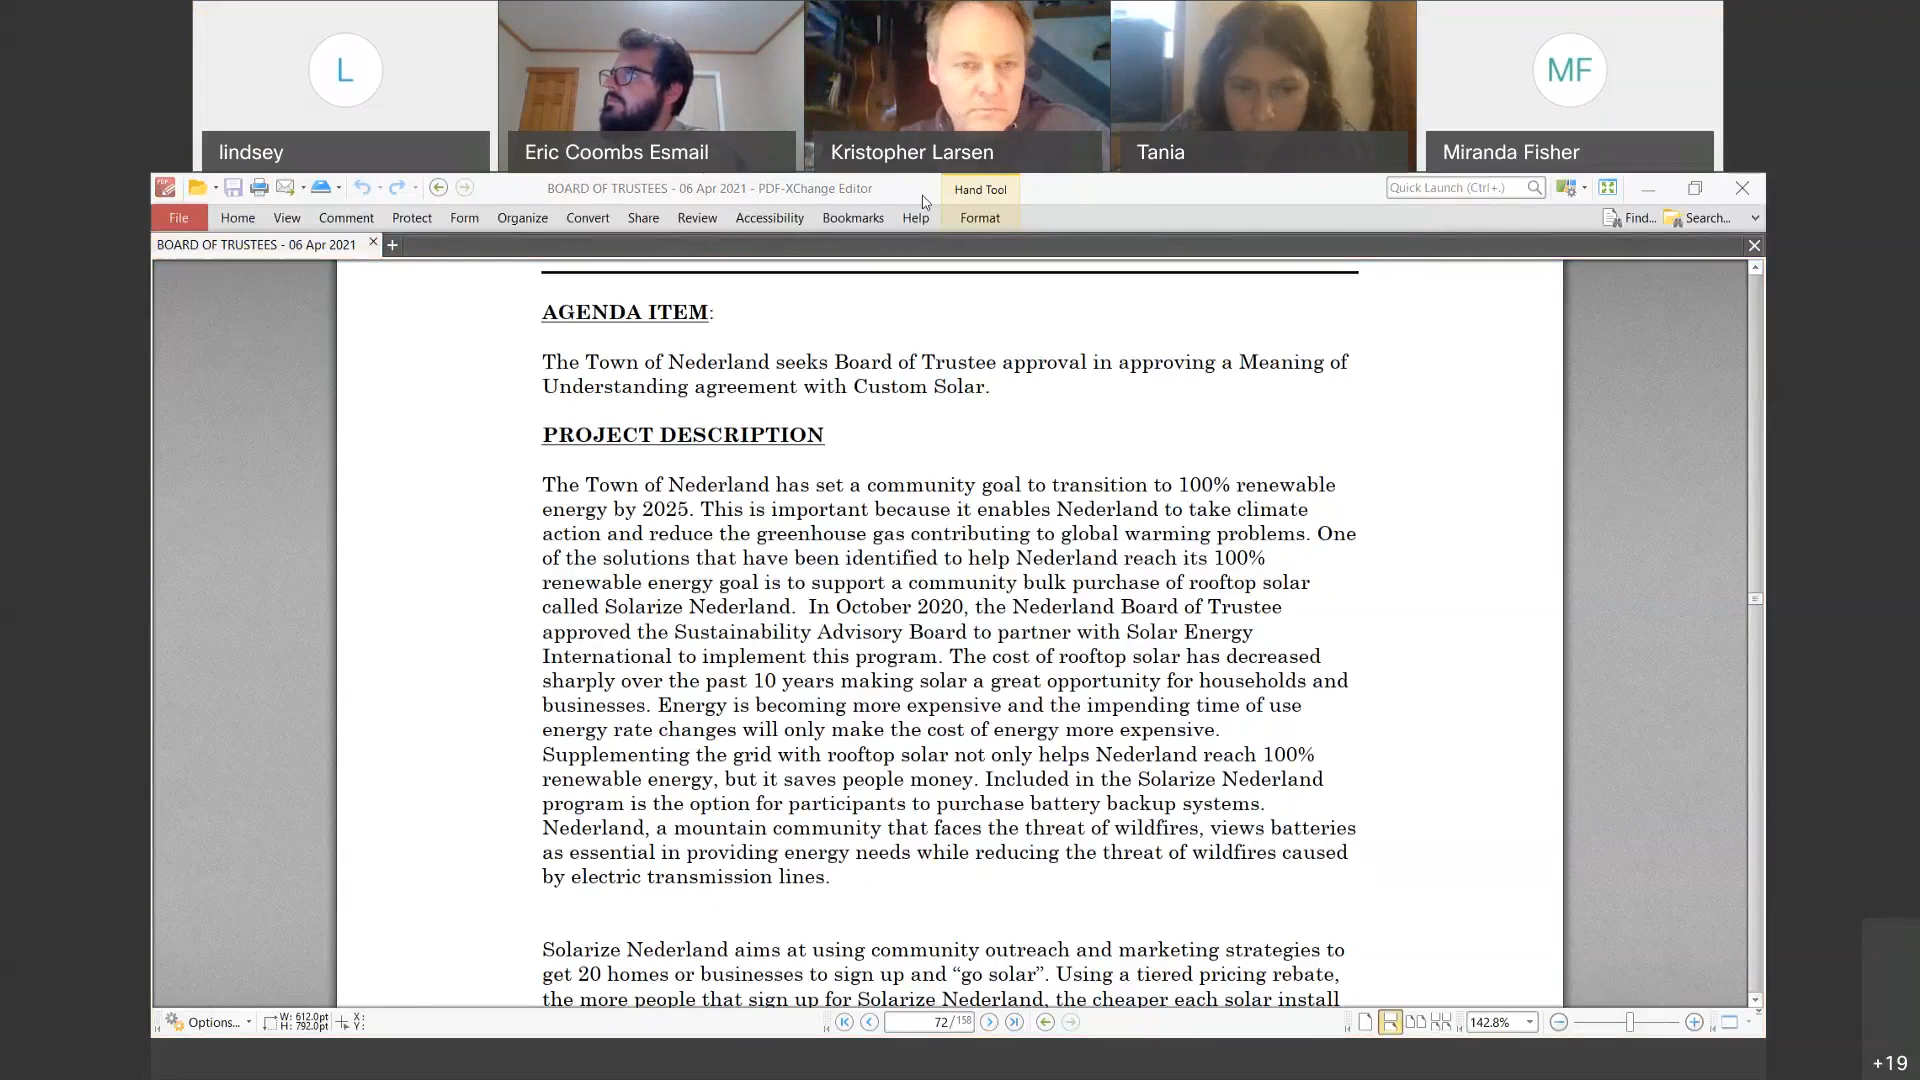 L
MF
lindsey
Eric Coombs Esmail
Kristopher Larsen
Tania
Miranda Fisher
BOARD OF TRUSTEES - 06 Apr 2021 - PDF-XChange Editor
Hand Tool
Quick Launch (Ctrl+.)
File Home View Comment Protect Form Organize Convert Share Review Accessibility Bookmarks Help Format Find... Search...
BOARD OF TRUSTEES - 06 Apr 2021
AGENDA ITEM:
The Town of Nederland seeks Board of Trustee approval in approving a Meaning of
Understanding agreement with Custom Solar.
PROJECT DESCRIPTION
The Town of Nederland has set a community goal to transition to 100% renewable
energy by 2025. This is important because it enables Nederland to take climate
action and reduce the greenhouse gas contributing to global warming problems. One
of the solutions that have been identified to help Nederland reach its 100%
renewable energy goal is to support a community bulk purchase of rooftop solar
called Solarize Nederland.  In October 2020, the Nederland Board of Trustee
approved the Sustainability Advisory Board to partner with Solar Energy
International to implement this program. The cost of rooftop solar has decreased
sharply over the past 10 years making solar a great opportunity for households and
businesses. Energy is becoming more expensive and the impending time of use
energy rate changes will only make the cost of energy more expensive.
Supplementing the grid with rooftop solar not only helps Nederland reach 100%
renewable energy, but it saves people money. Included in the Solarize Nederland
program is the option for participants to purchase battery backup systems.
Nederland, a mountain community that faces the threat of wildfires, views batteries
as essential in providing energy needs while reducing the threat of wildfires caused
by electric transmission lines.
Solarize Nederland aims at using community outreach and marketing strategies to
get 20 homes or businesses to sign up and “go solar”. Using a tiered pricing rebate,
the more people that sign up for Solarize Nederland, the cheaper each solar install
Options...
W: 612.0pt
H: 792.0pt
X:
Y:
72 / 158
142.8%
+19